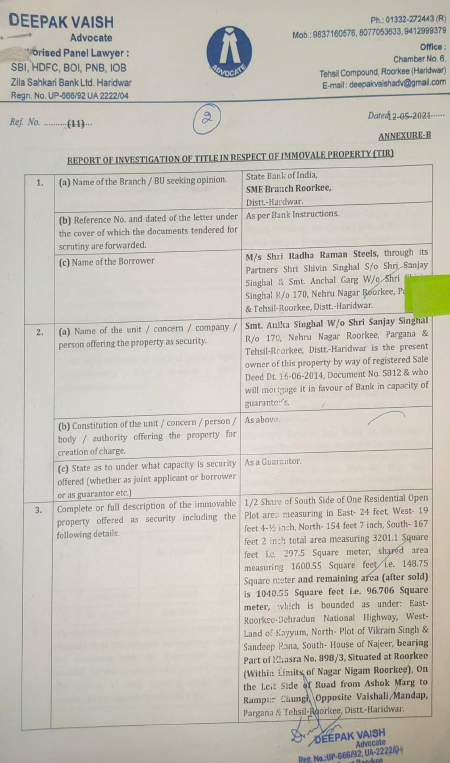 DEEPAK VAISH
Advocate
orised Panel Lawyer :
SBI, HDFC, BOI, PNB, IOB
Zila Sahkari Bank Ltd. Haridwar
Regn. No. UP-666/92 UA 2222/04
ADVOCATE
Ph.: 01332-272443 (R)
Mob.: 9837160576, 8077053633, 9412999379
Office :
Chamber No. 6,
Tehsil Compound, Roorkee (Haridwar)
E-mail : deepakvaishadv@gmail.com
Ref. No. ..........(11)....
2
Dated 12-05-2021
ANNEXURE-B
REPORT OF INVESTIGATION OF TITLE IN RESPECT OF IMMOVALE PROPERTY (TIR)
1.
(a) Name of the Branch / BU seeking opinion.
State Bank of India,
SME Branch Roorkee,
Distt.-Hardwar.
(b) Reference No. and dated of the letter under
the cover of which the documents tendered for
scrutiny are forwarded.
As per Bank Instructions.
(c) Name of the Borrower
M/s Shri Radha Raman Steels, through its
Partners Shri Shivin Singhal S/o Shri Sanjay
Singhal & Smt. Anchal Garg W/o Shri
Singhal R/o 170, Nehru Nagar Roorkee,
& Tehsil-Roorkee, Distt.-Haridwar.
2.
(a) Name of the unit / concern / company /
person offering the property as security.
Smt. Anika Singhal W/o Shri Sanjay Singhal
R/o 170, Nehru Nagar Roorkee, Pargana &
Tehsil-Roorkee, Distt.-Haridwar is the present
owner of this property by way of registered Sale
Deed Dt. 16-06-2014, Document No. 5812 & who
will mortgage it in favour of Bank in capacity of
guarantor's.
(b) Constitution of the unit / concern / person /
body / authority offering the property for
creation of charge.
As above.
(c) State as to under what capacity is security
offered (whether as joint applicant or borrower
or as guarantor etc.)
As a Guarantor.
3.
Complete or full description of the immovable
property offered as security including the
following details.
1/2 Share of South Side of One Residential Open
Plot area measuring in East- 24 feet, West- 19
feet 4-½ inch, North- 154 feet 7 inch, South- 167
feet 2 inch total area measuring 3201.1 Square
feet i.e. 297.5 Square meter, shared area
measuring 1600.55 Square feet i.e. 148.75
Square meter and remaining area (after sold)
is 1040.55 Square feet i.e. 96.706 Square
meter, which is bounded as under: East-
Roorkee-Dehradun National Highway, West-
Land of Kayyum, North- Plot of Vikram Singh &
Sandeep Rana, South- House of Najeer, bearing
Part of Khasra No. 898/3, Situated at Roorkee
(Within Limits of Nagar Nigam Roorkee), On
the Left Side of Road from Ashok Marg to
Rampur Chungi, Opposite Vaishali Mandap,
Pargana & Tehsil-Roorkee, Distt.-Haridwar.
DEEPAK VAISH
Advocate
Reg. No.-UP-666/92, UA-2222/04